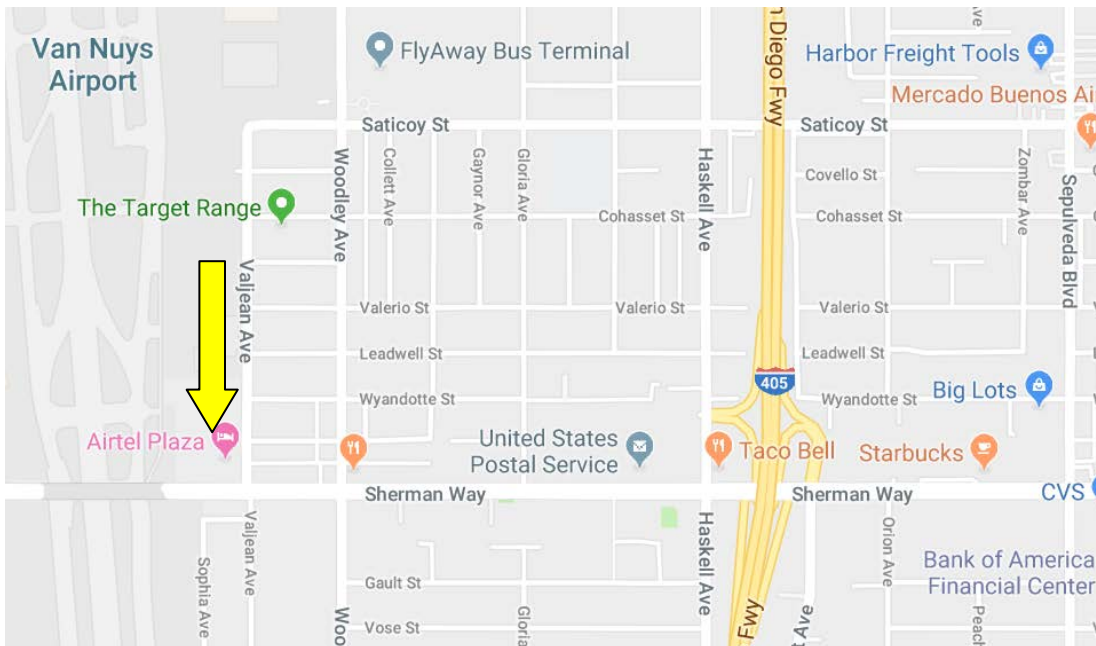 Van Nuys
Airport
FlyAway Bus Terminal
n Diego Fwy
Harbor Freight Tools
Mercado Buenos Ai
Saticoy St
Saticoy St
Woodley Ave
Collett Ave
Gaynor Ave
Gloria Ave
Haskell Ave
Covello St
Zombar Ave
Sepulveda Blvd
The Target Range
Cohasset St
Cohasset St
Valjean Ave
Valerio St
Valerio St
Valerio St
Leadwell St
Leadwell St
405
Wyandotte St
Wyandotte St
Big Lots
Airtel Plaza
United States
Postal Service
Taco Bell
Starbucks
Sherman Way
Sherman Way
CVS
Valjean Ave
Haskell Ave
Orion Ave
Sophia Ave
Bank of America
Financial Center
Gault St
Vose St
Woo
Gloria
Fwy
t Ave
Peach